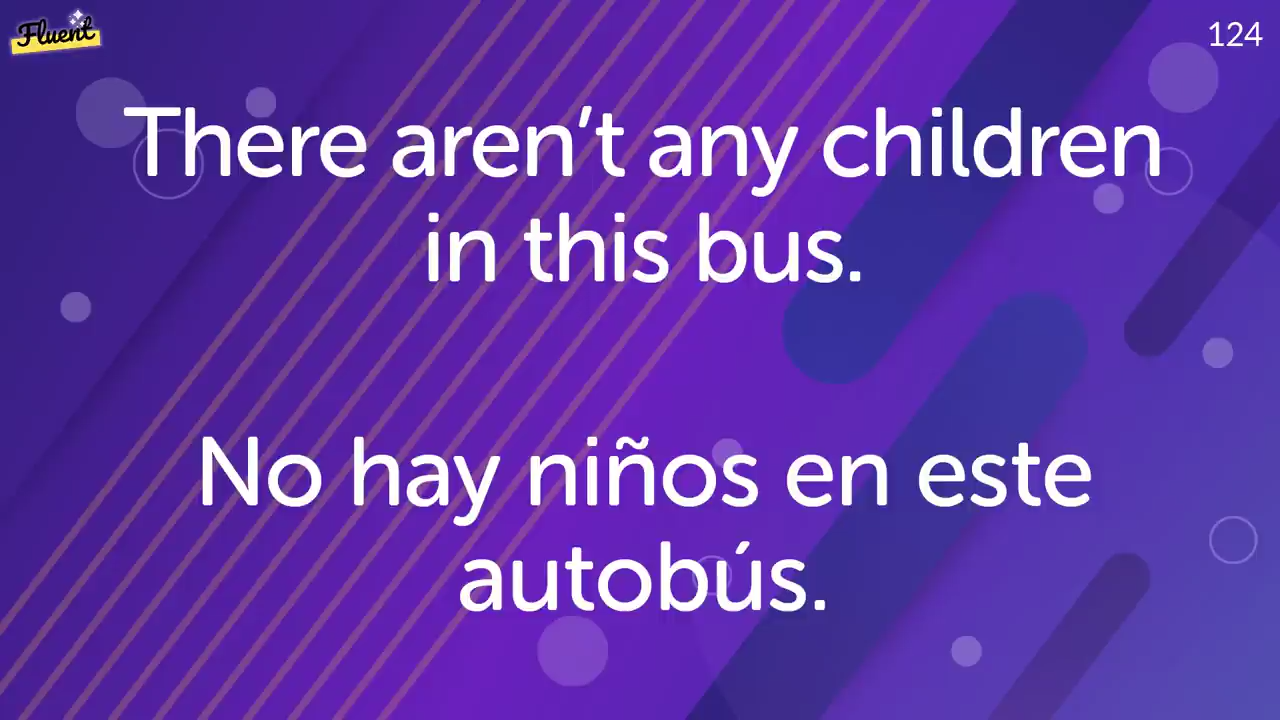 Fluent
124
There aren’t any children
in this bus.
No hay niños en este
autobús.